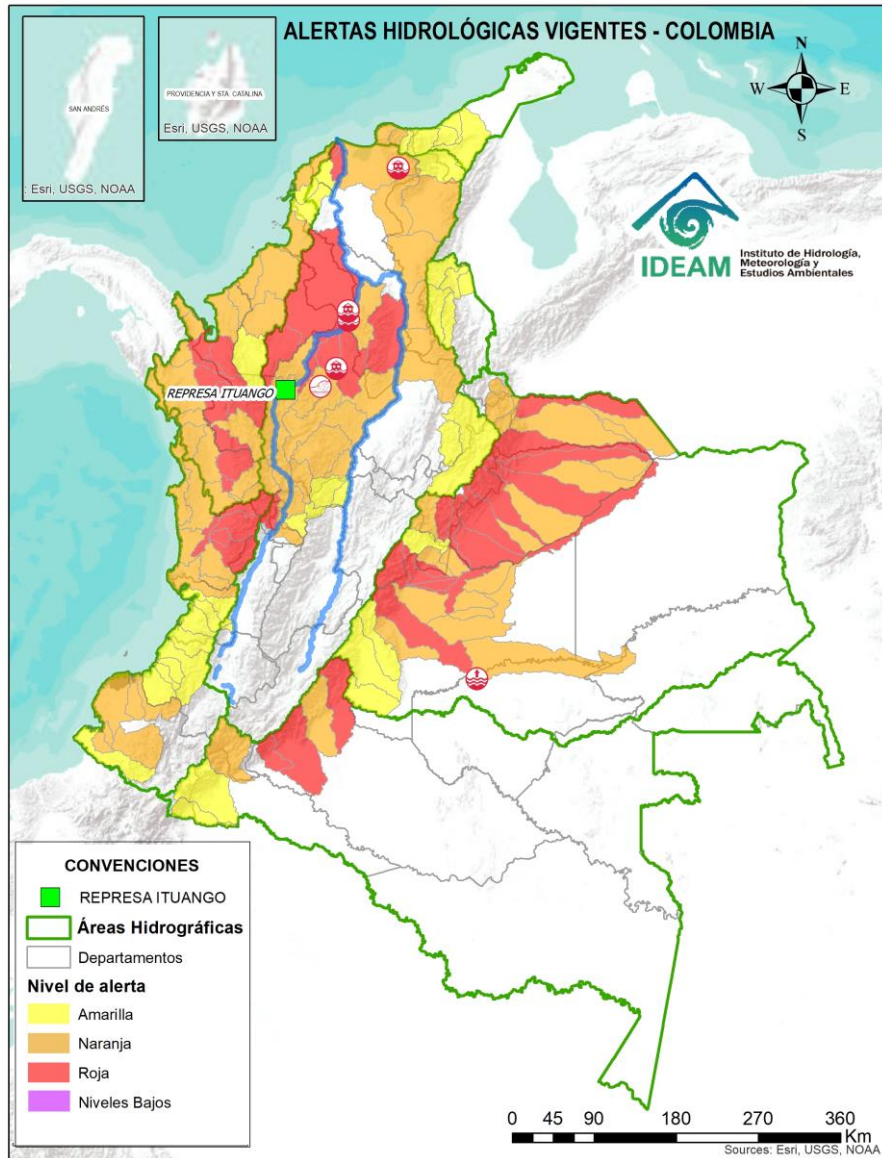 ALERTAS HIDROLÓGICAS VIGENTES - COLOMBIA
SAN ANDRÉS
: Esri, USGS, NOAA
PROVIDENCIA Y STA. CATALINA
Esri, USGS, NOAA
N
W
E
S
IDEAM
Instituto de Hidrología,
Meteorología y
Estudios Ambientales
REPRESA ITUANGO
CONVENCIONES
REPRESA ITUANGO
Áreas Hidrográficas
Departamentos
Nivel de alerta
Amarilla
Naranja
Roja
Niveles Bajos
0 45 90 180 270 360
Km
Sources: Esri, USGS, NOAA